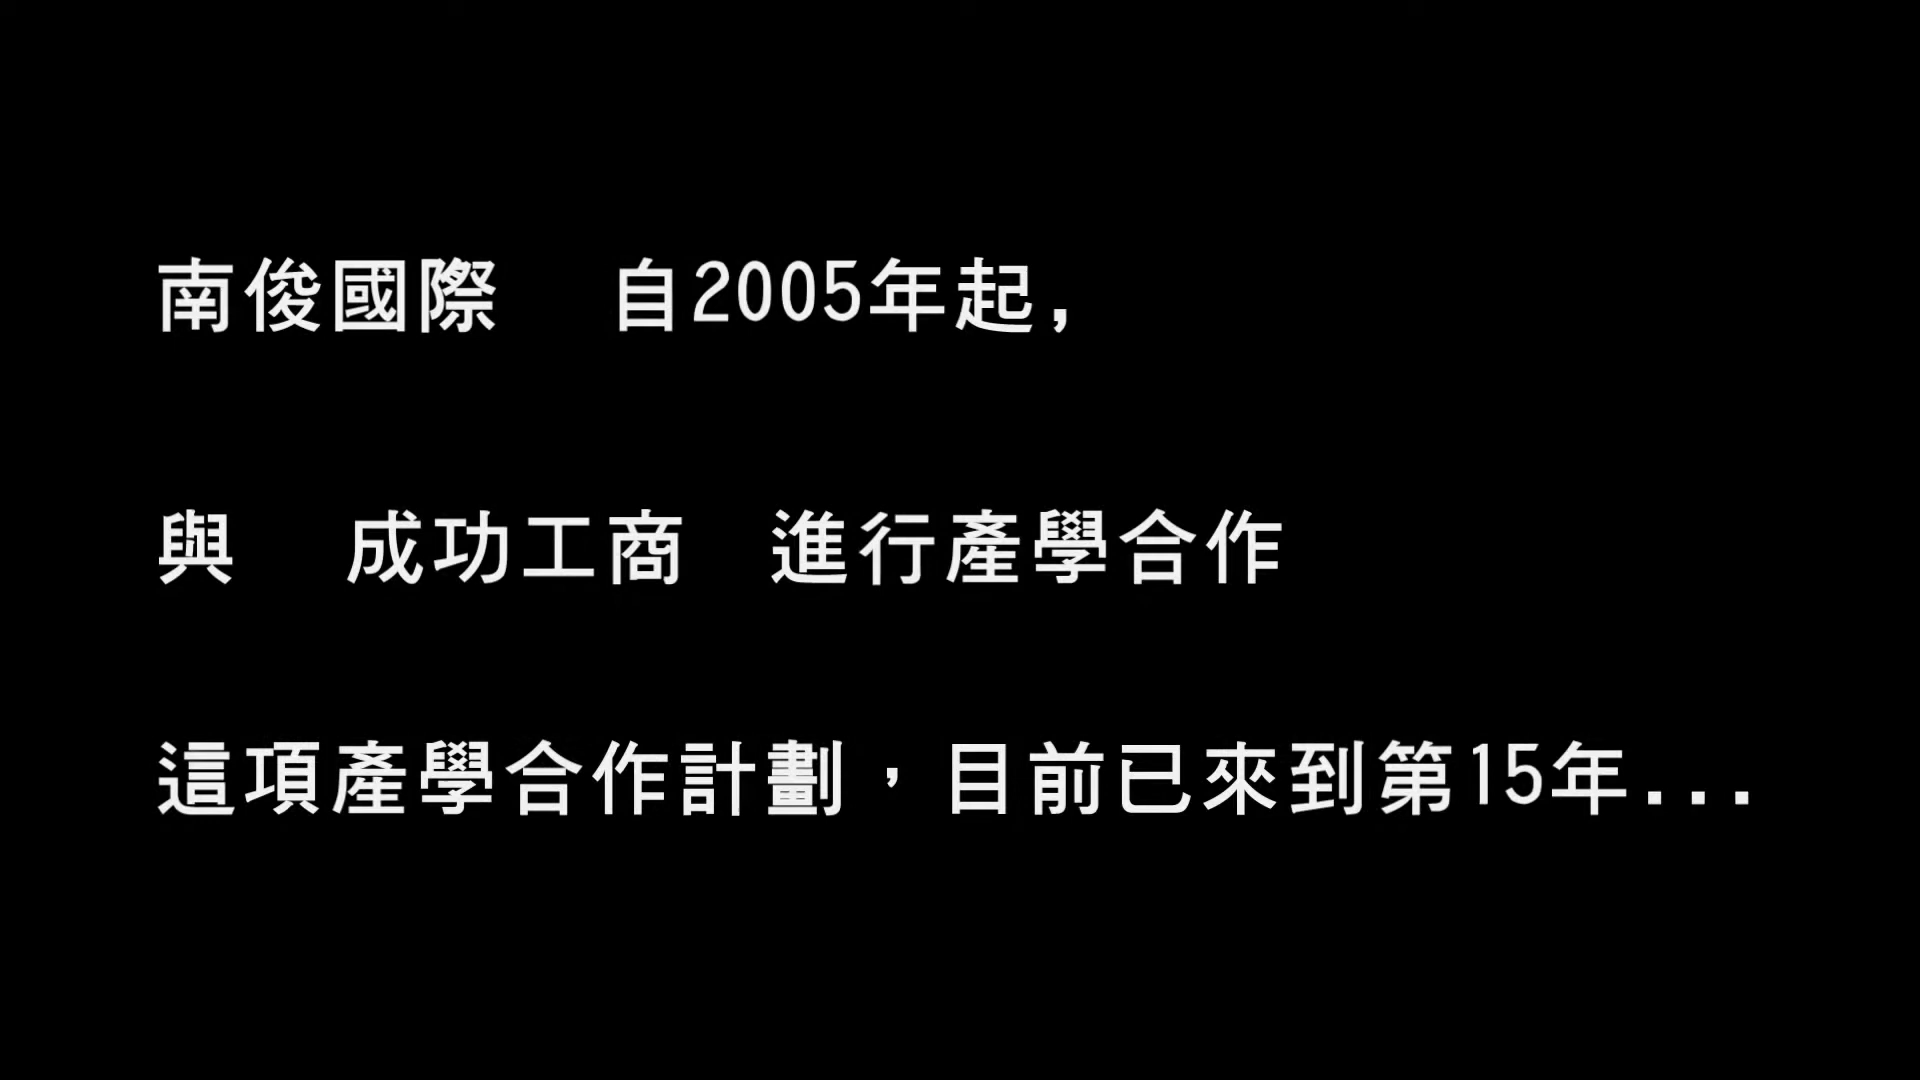 南俊國際 自2005年起,
與 成功工商 進行產學合作
這項產學合作計劃，目前已來到第15年...